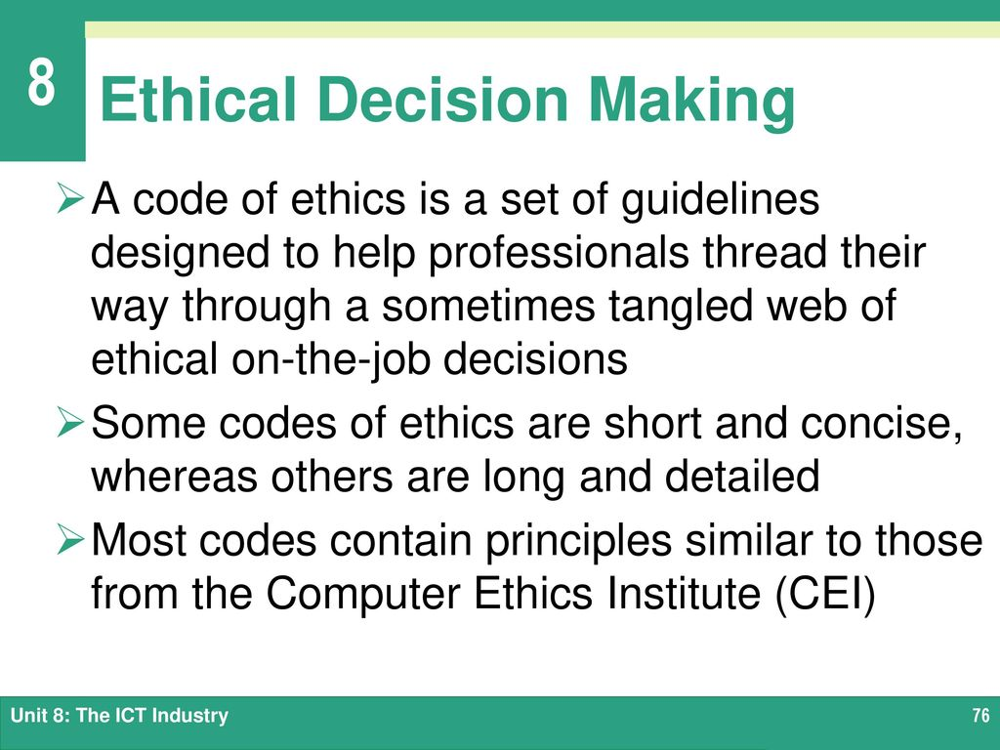 8
Ethical Decision Making
➢A code of ethics is a set of guidelines
designed to help professionals thread their
way through a sometimes tangled web of
ethical on-the-job decisions
➢Some codes of ethics are short and concise,
whereas others are long and detailed
➢Most codes contain principles similar to those
from the Computer Ethics Institute (CEI)
Unit 8: The ICT Industry
76